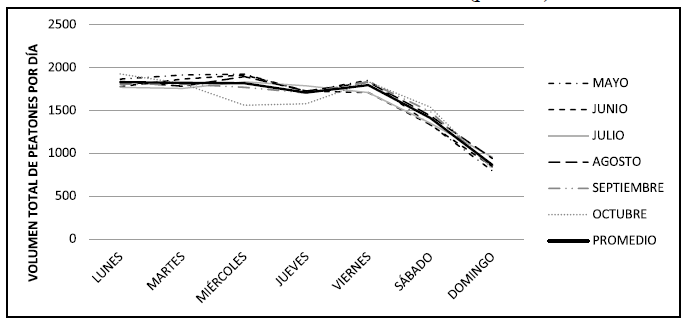 VOLUMEN TOTAL DE PEATONES POR DÍA
2500
2000
1500
1000
500
0
LUNES
MARTES
MIÉRCOLES
JUEVES
VIERNES
SÁBADO
DOMINGO
MAYO
JUNIO
JULIO
AGOSTO
SEPTIEMBRE
OCTUBRE
PROMEDIO